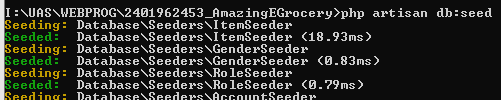 I:\UAS\WEBPROG\2401962453_AmazingEGrocery>php artisan db:seed
Seeding: Database\Seeders\ItemSeeder
Seeded: Database\Seeders\ItemSeeder (18.93ms)
Seeding: Database\Seeders\GenderSeeder
Seeded: Database\Seeders\GenderSeeder (0.83ms)
Seeding: Database\Seeders\RoleSeeder
Seeded: Database\Seeders\RoleSeeder (0.79ms)
Seeding: Database\Seeders\AccountSeeder